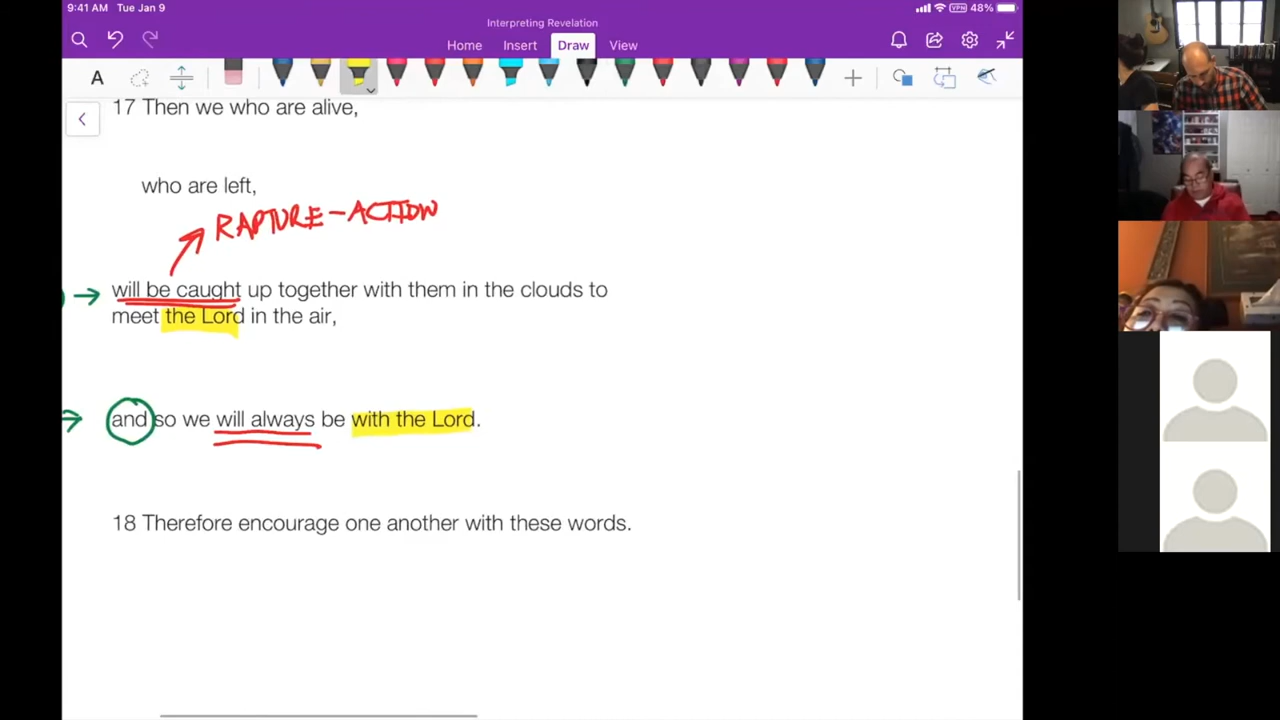 9:41 AM Tue Jan 9
VPN 48%
Interpreting Revelation
Home Insert Draw View
A
17 Then we who are alive,
who are left,
RAPTURE-ACTION
will be caught up together with them in the clouds to
meet the Lord in the air,
and so we will always be with the Lord.
18 Therefore encourage one another with these words.